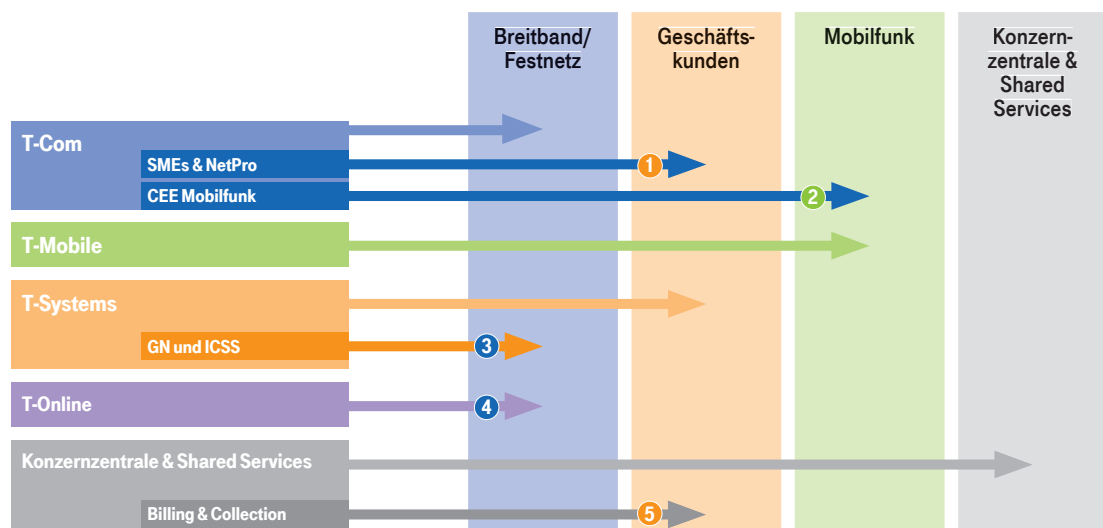 Breitband/
Festnetz
Geschäfts-
kunden
Mobilfunk
Konzern-
zentrale &
Shared
Services
T-Com
SMEs & NetPro
1
CEE Mobilfunk
2
T-Mobile
T-Systems
GN und ICSS
3
T-Online
4
Konzernzentrale & Shared Services
Billing & Collection
5